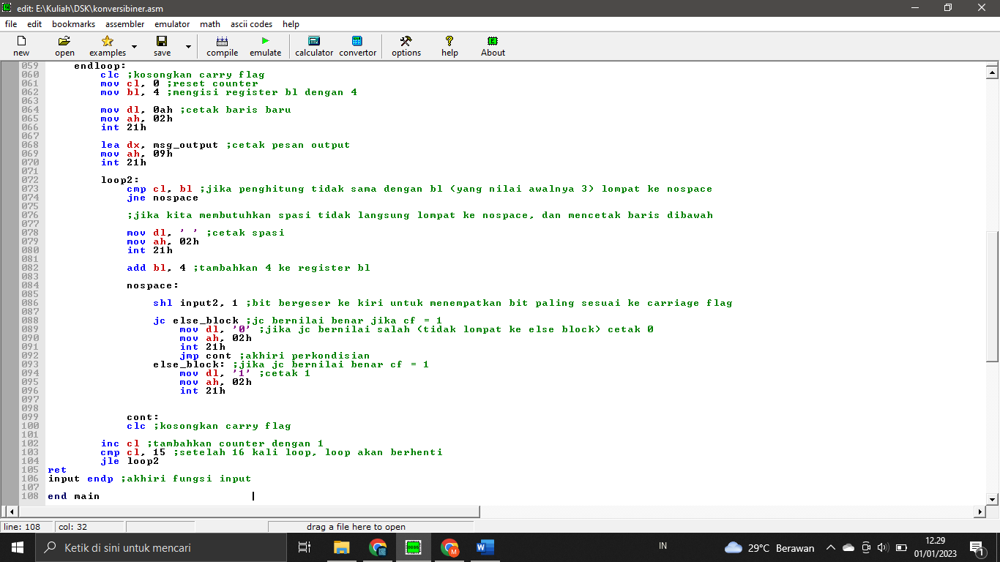 edit: E:\Kuliah\DSK\konversibiner.asm
file edit bookmarks assembler emulator math ascii codes help
new open examples save compile emulate calculator convertor options help About
059 endloop:
060 clc ;kosongkan carry flag
061 mov cl, 0 ;reset counter
062 mov bl, 4 ;mengisi register bl dengan 4
063
064 mov dl, 0ah ;cetak baris baru
065 mov ah, 02h
066 int 21h
067
068 lea dx, msg_output ;cetak pesan output
069 mov ah, 09h
070 int 21h
071
072 loop2:
073 cmp cl, bl ;jika penghitung tidak sama dengan bl (yang nilai awalnya 3) lompat ke nospace
074 jne nospace
075
076 ;jika kita membutuhkan spasi tidak langsung lompat ke nospace, dan mencetak baris dibawah
077
078 mov dl, ' ' ;cetak spasi
079 mov ah, 02h
080 int 21h
081
082 add bl, 4 ;tambahkan 4 ke register bl
083
084 nospace:
085
086 shl input2, 1 ;bit bergeser ke kiri untuk menempatkan bit paling sesuai ke carriage flag
087
088 jc else_block ;jc bernilai benar jika cf = 1
089 mov dl, '0' ;jika jc bernilai salah (tidak lompat ke else block) cetak 0
090 mov ah, 02h
091 int 21h
092 jmp cont ;akhiri perkondisian
093 else_block: ;jika jc bernilai benar cf = 1
094 mov dl, '1' ;cetak 1
095 mov ah, 02h
096 int 21h
097
098
099 cont:
100 clc ;kosongkan carry flag
101
102 inc cl ;tambahkan counter dengan 1
103 cmp cl, 15 ;setelah 16 kali loop, loop akan berhenti
104 jle loop2
105 ret
106 input endp ;akhiri fungsi input
107
108 end main
line: 108 col: 32 drag a file here to open
Ketik di sini untuk mencari IN 29°C Berawan 12.29
01/01/2023